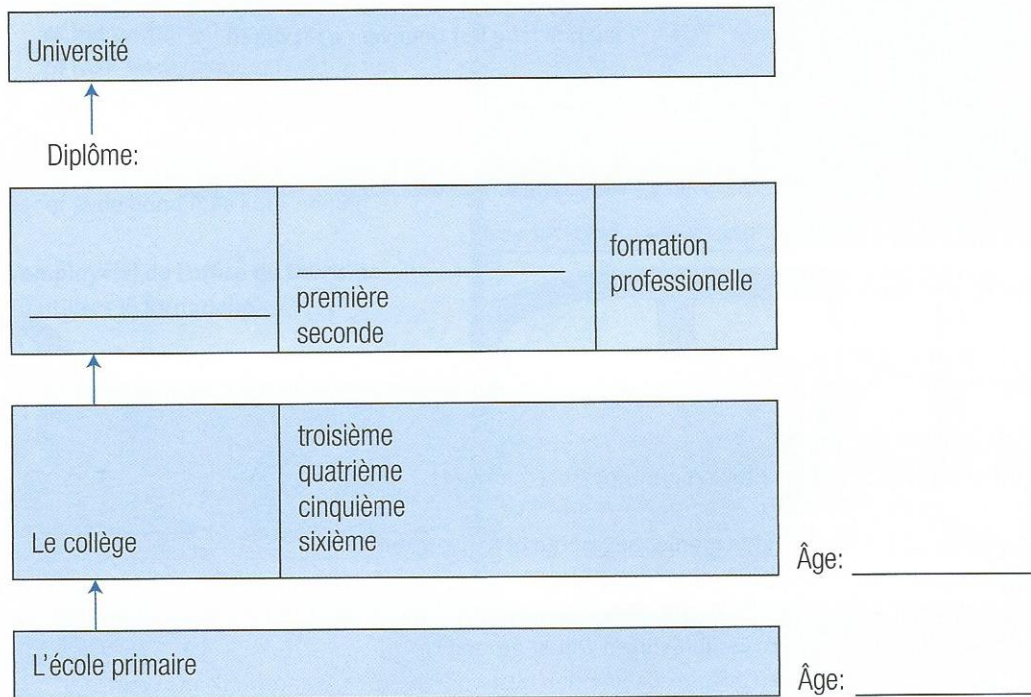 Université
Diplôme:
première
seconde
formation
professionelle
Le collège
troisième
quatrième
cinquième
sixième
Âge:
L'école primaire
Âge: